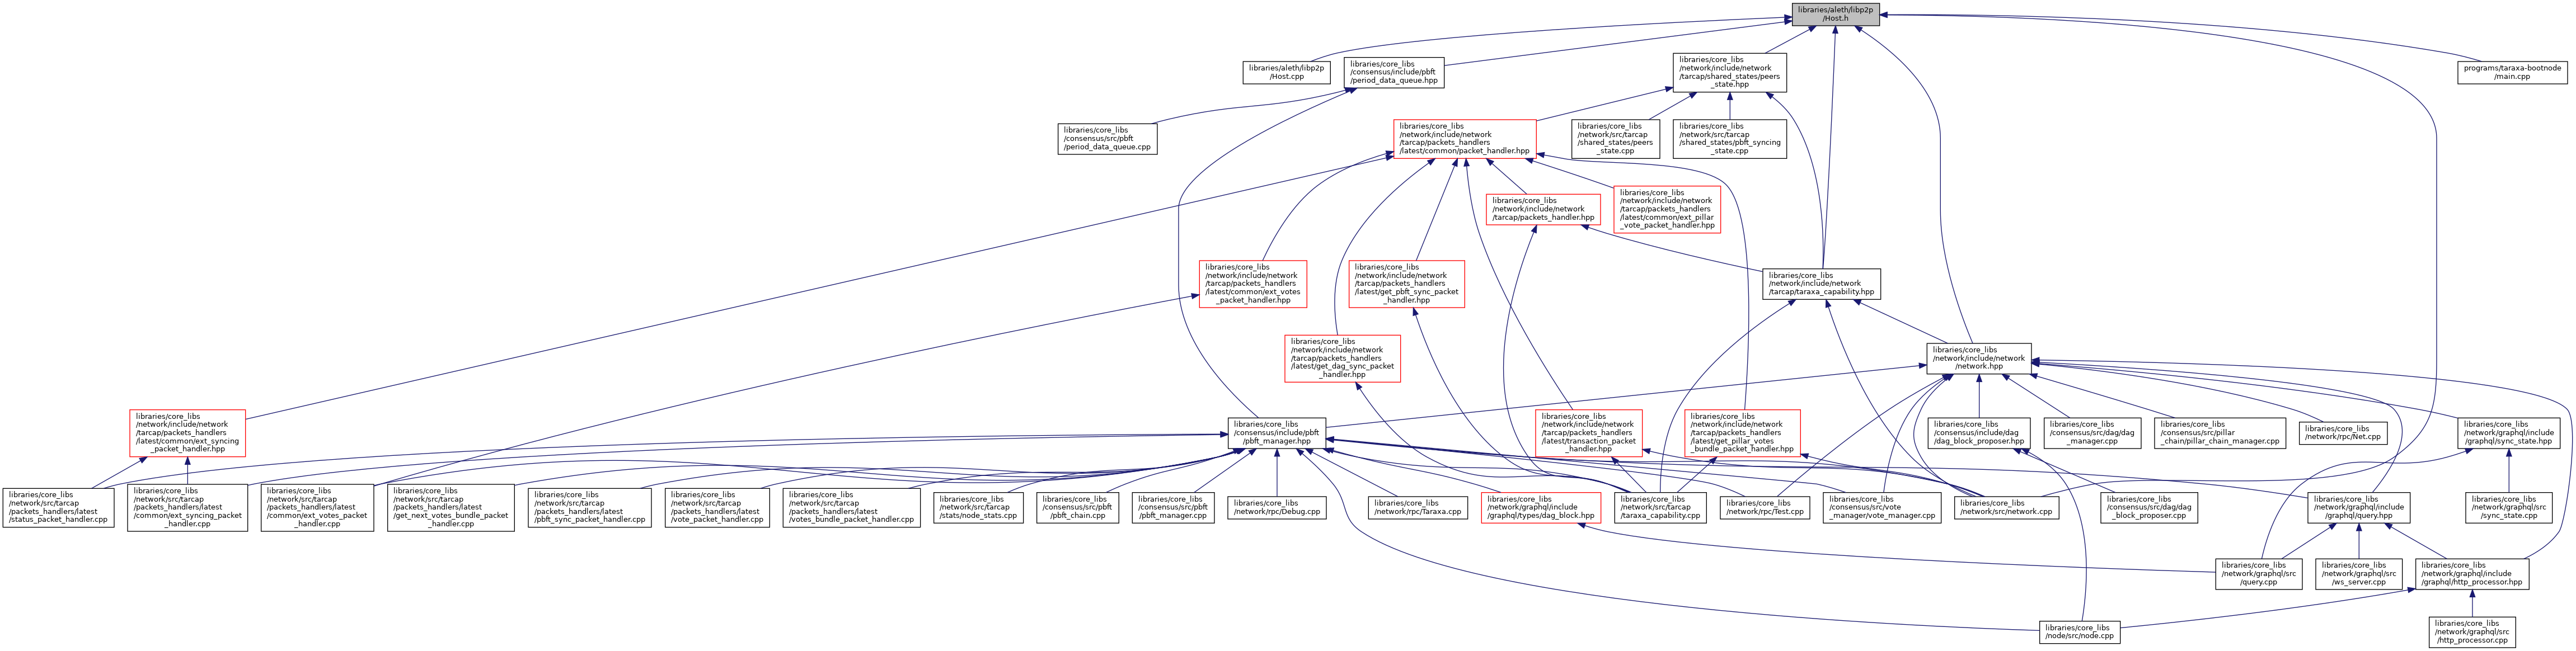 libraries/aleth/libp2p
/Host.h
libraries/aleth/libp2p
/Host.cpp
libraries/core_libs
/consensus/include/pbft
/period_data_queue.hpp
libraries/core_libs
/network/include/network
/tarcap/shared_states/peers
_state.hpp
programs/taraxa-bootnode
/main.cpp
libraries/core_libs
/consensus/src/pbft
/period_data_queue.cpp
libraries/core_libs
/network/include/network
/tarcap/packets_handlers
/latest/common/packet_handler.hpp
libraries/core_libs
/network/src/tarcap
/shared_states/peers
_state.cpp
libraries/core_libs
/network/src/tarcap
/shared_states/pbft_syncing
_state.cpp
libraries/core_libs
/network/include/network
/tarcap/packets_handler.hpp
libraries/core_libs
/network/include/network
/tarcap/packets_handlers
/latest/common/ext_pillar
_vote_packet_handler.hpp
libraries/core_libs
/network/include/network
/tarcap/packets_handlers
/latest/common/ext_votes
_packet_handler.hpp
libraries/core_libs
/network/include/network
/tarcap/packets_handlers
/latest/get_pbft_sync_packet
_handler.hpp
libraries/core_libs
/network/include/network
/tarcap/taraxa_capability.hpp
libraries/core_libs
/network/include/network
/tarcap/packets_handlers
/latest/get_dag_sync_packet
_handler.hpp
libraries/core_libs
/network/include/network
/network.hpp
libraries/core_libs
/network/include/network
/tarcap/packets_handlers
/latest/common/ext_syncing
_packet_handler.hpp
libraries/core_libs
/consensus/include/pbft
/pbft_manager.hpp
libraries/core_libs
/network/include/network
/tarcap/packets_handlers
/latest/transaction_packet
_handler.hpp
libraries/core_libs
/network/include/network
/tarcap/packets_handlers
/latest/get_pillar_votes
_bundle_packet_handler.hpp
libraries/core_libs
/consensus/include/dag
/dag_block_proposer.hpp
libraries/core_libs
/consensus/src/dag/dag
_manager.cpp
libraries/core_libs
/consensus/src/pillar
_chain/pillar_chain_manager.cpp
libraries/core_libs
/network/rpc/Net.cpp
libraries/core_libs
/network/graphql/include
/graphql/sync_state.hpp
libraries/core_libs
/network/src/tarcap
/packets_handlers/latest
/status_packet_handler.cpp
libraries/core_libs
/network/src/tarcap
/packets_handlers/latest
/common/ext_syncing_packet
_handler.cpp
libraries/core_libs
/network/src/tarcap
/packets_handlers/latest
/common/ext_votes_packet
_handler.cpp
libraries/core_libs
/network/src/tarcap
/packets_handlers/latest
/get_next_votes_bundle_packet
_handler.cpp
libraries/core_libs
/network/src/tarcap
/packets_handlers/latest
/pbft_sync_packet_handler.cpp
libraries/core_libs
/network/src/tarcap
/packets_handlers/latest
/vote_packet_handler.cpp
libraries/core_libs
/network/src/tarcap
/packets_handlers/latest
/votes_bundle_packet_handler.cpp
libraries/core_libs
/network/src/tarcap
/stats/node_stats.cpp
libraries/core_libs
/consensus/src/pbft
/pbft_chain.cpp
libraries/core_libs
/consensus/src/pbft
/pbft_manager.cpp
libraries/core_libs
/network/rpc/Debug.cpp
libraries/core_libs
/network/rpc/Taraxa.cpp
libraries/core_libs
/network/graphql/include
/graphql/types/dag_block.hpp
libraries/core_libs
/network/src/tarcap
/taraxa_capability.cpp
libraries/core_libs
/network/rpc/Test.cpp
libraries/core_libs
/consensus/src/vote
_manager/vote_manager.cpp
libraries/core_libs
/network/src/network.cpp
libraries/core_libs
/consensus/src/dag/dag
_block_proposer.cpp
libraries/core_libs
/network/graphql/include
/graphql/query.hpp
libraries/core_libs
/network/graphql/src
/sync_state.cpp
libraries/core_libs
/network/graphql/src
/query.cpp
libraries/core_libs
/network/graphql/src
/ws_server.cpp
libraries/core_libs
/network/graphql/include
/graphql/http_processor.hpp
libraries/core_libs
/node/src/node.cpp
libraries/core_libs
/network/graphql/src
/http_processor.cpp